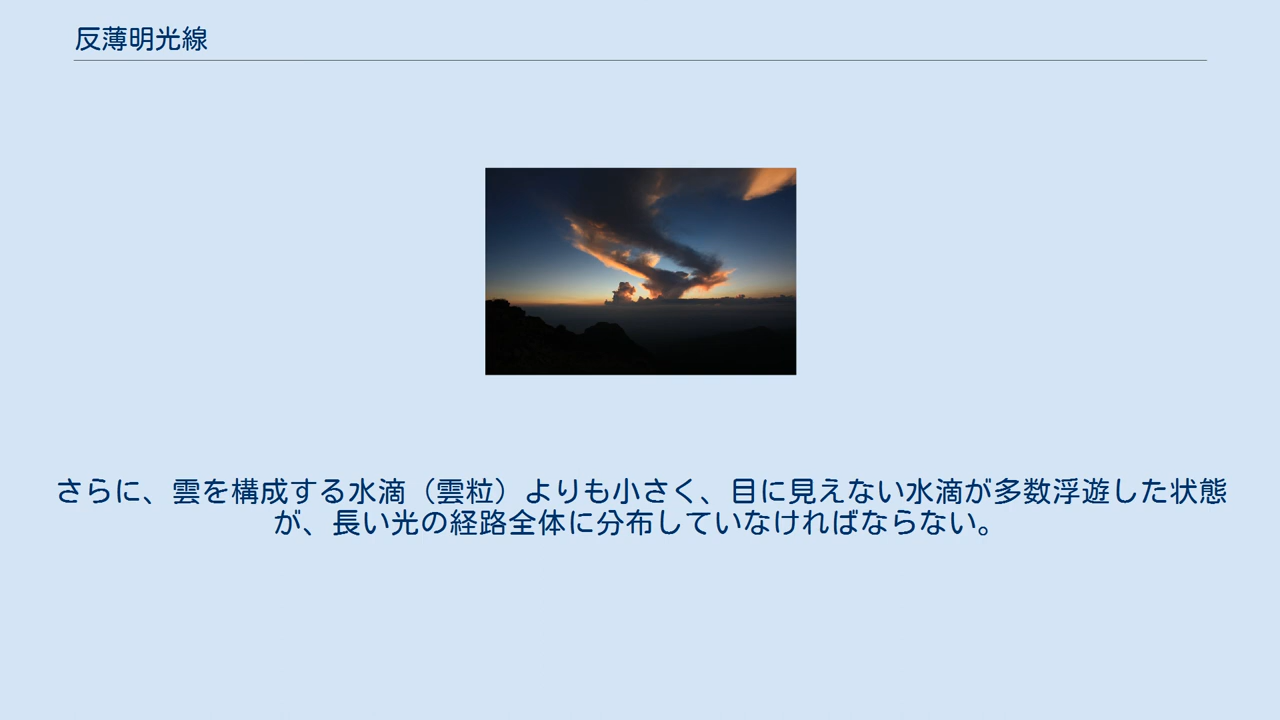 反薄明光線
さらに、雲を構成する水滴（雲粒）よりも小さく、目に見えない水滴が多数浮遊した状態
が、長い光の経路全体に分布していなければならない。